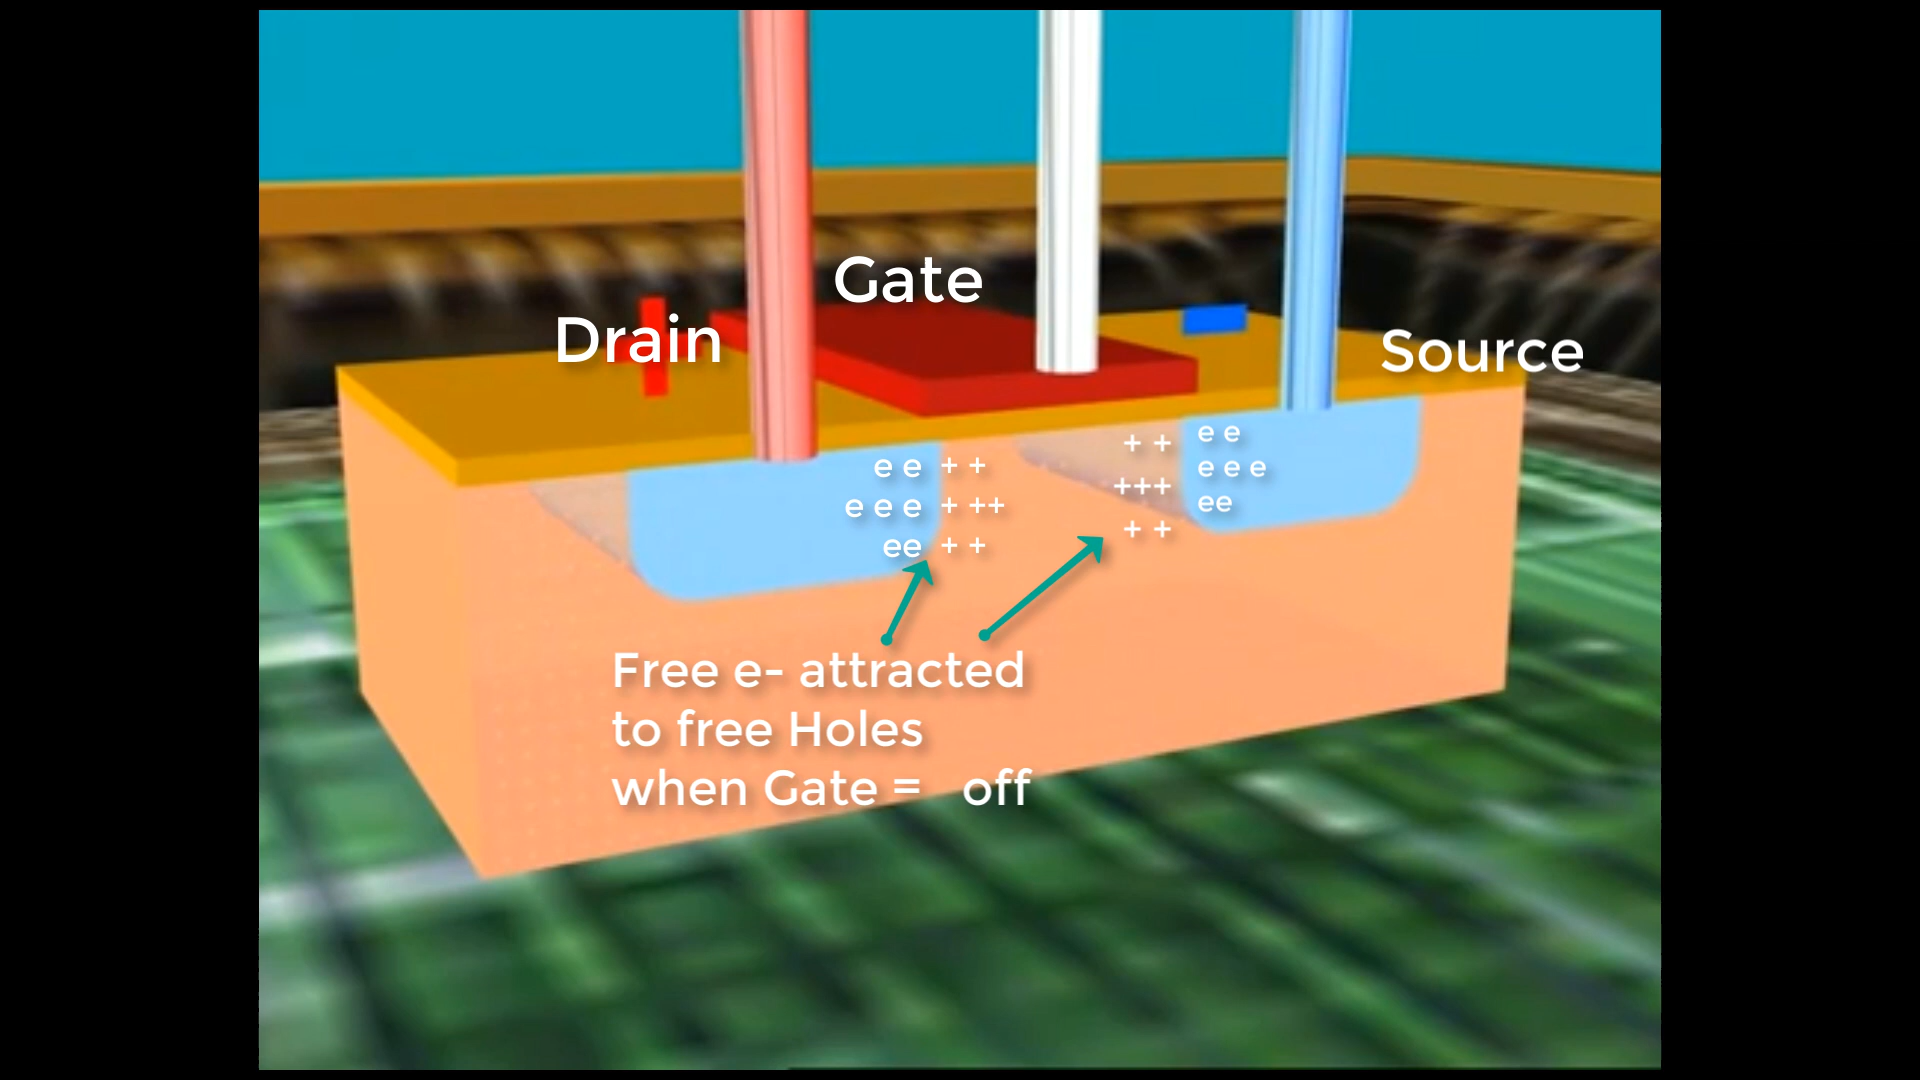 Gate
Drain
Source
e e + +
e e e + ++
ee + +
+ + e e
+++ e e e
+ + ee
Free e- attracted
to free Holes
when Gate = off